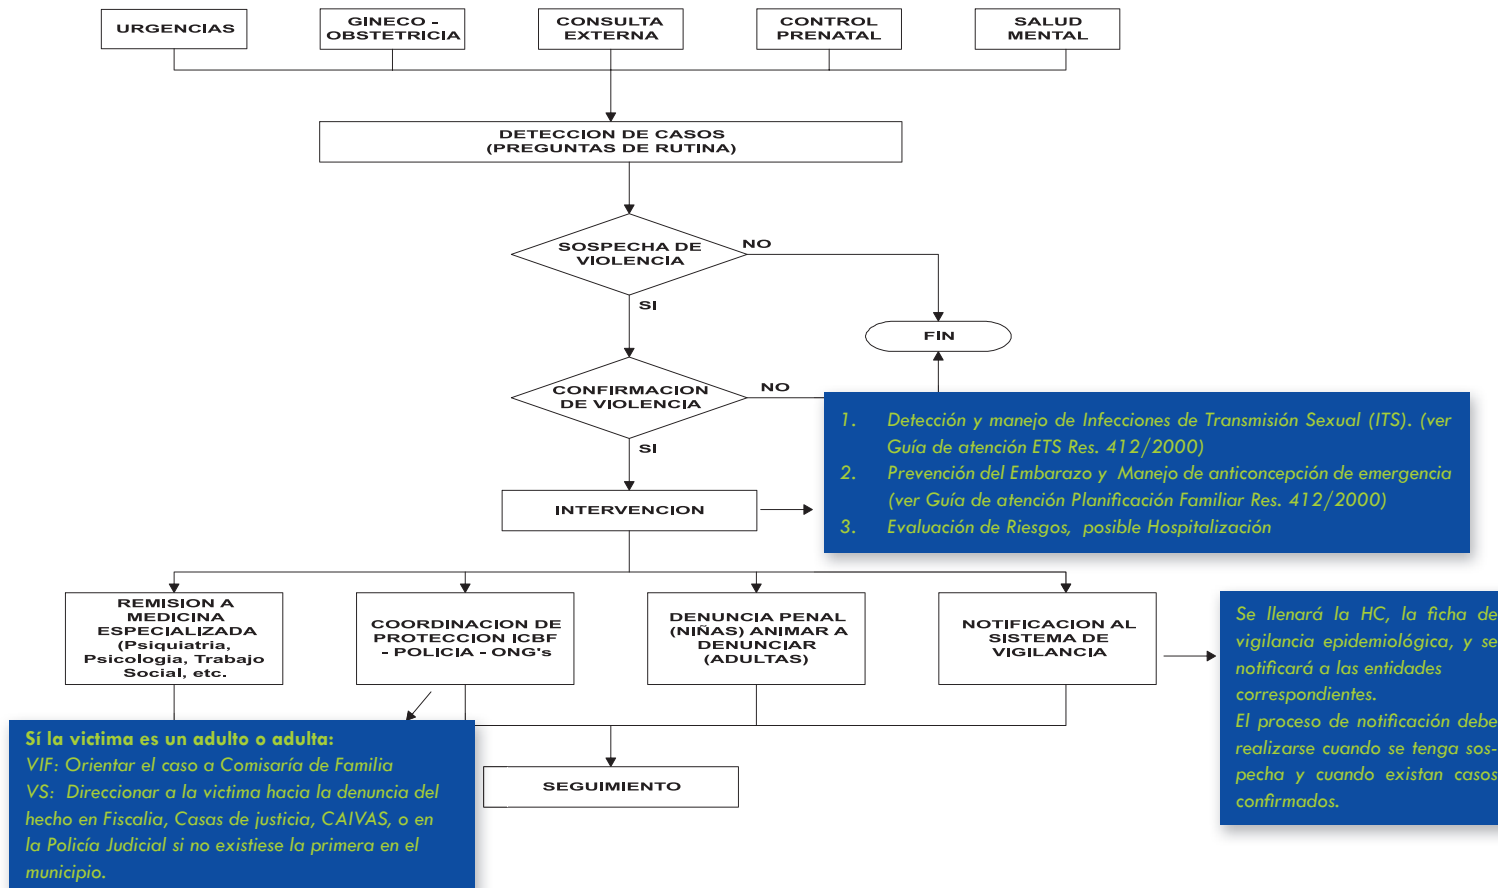 URGENCIAS
GINECO -
OBSTETRICIA
CONSULTA
EXTERNA
CONTROL
PRENATAL
SALUD
MENTAL
DETECCION DE CASOS
(PREGUNTAS DE RUTINA)
SOSPECHA DE
VIOLENCIA
NO
SI
FIN
CONFIRMACION
DE VIOLENCIA
NO
SI
INTERVENCION
1. Detección y manejo de Infecciones de Transmisión Sexual (ITS). (ver
Guía de atención ETS Res. 412/2000)
2. Prevención del Embarazo y Manejo de anticoncepción de emergencia
(ver Guía de atención Planificación Familiar Res. 412/2000)
3. Evaluación de Riesgos, posible Hospitalización
REMISION A
MEDICINA
ESPECIALIZADA
(Psiquiatria,
Psicologia, Trabajo
Social, etc.
COORDINACION DE
PROTECCION ICBF
- POLICIA - ONG's
DENUNCIA PENAL
(NIÑAS) ANIMAR A
DENUNCIAR
(ADULTAS)
NOTIFICACION AL
SISTEMA DE
VIGILANCIA
Se llenará la HC, la ficha de
vigilancia epidemiológica, y se
notificará a las entidades
correspondientes.
El proceso de notificación debe
realizarse cuando se tenga sos-
pecha y cuando existan casos
confirmados.
Sí la victima es un adulto o adulta:
VIF: Orientar el caso a Comisaría de Familia
VS: Direccionar a la victima hacia la denuncia del
hecho en Fiscalia, Casas de justicia, CAIVAS, o en
la Policía Judicial si no existiese la primera en el
municipio.
SEGUIMIENTO